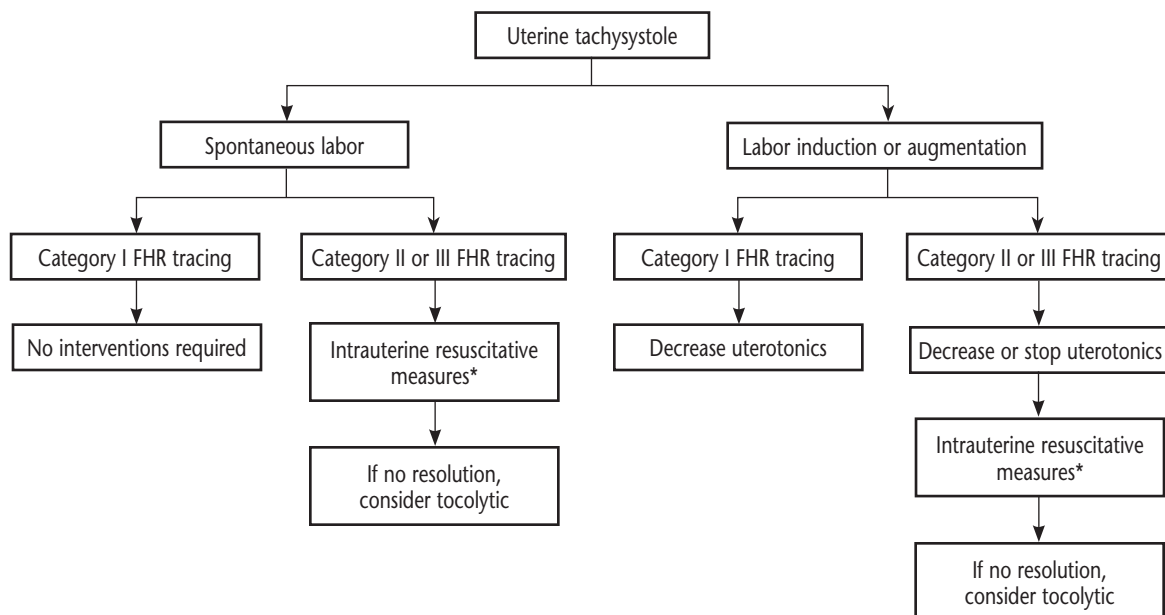 Uterine tachysystole
Spontaneous labor
Labor induction or augmentation
Category I FHR tracing
Category II or III FHR tracing
Category I FHR tracing
Category II or III FHR tracing
No interventions required
Intrauterine resuscitative
measures*
Decrease uterotonics
Decrease or stop uterotonics
If no resolution,
consider tocolytic
Intrauterine resuscitative
measures*
If no resolution,
consider tocolytic